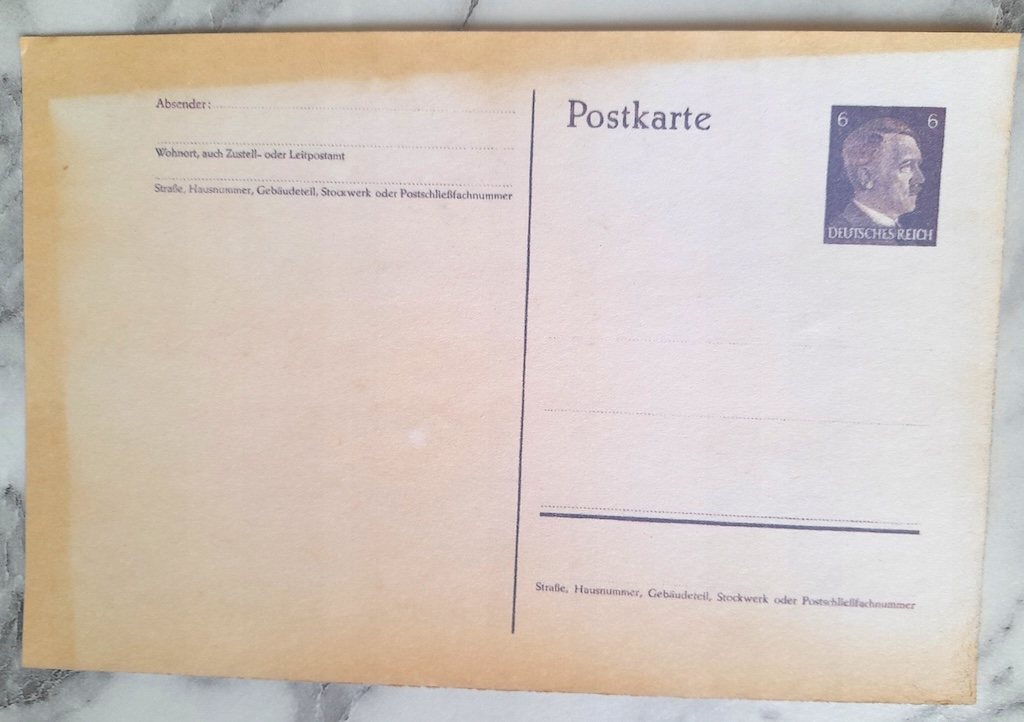 Absender:
Wohnort, auch Zustell- oder Leitpostamt
Straße, Hausnummer, Gebäudeteil, Stockwerk oder Postschließfachnummer
Postkarte
6 6
DEUTSCHES REICH
Straße, Hausnummer, Gebäudeteil, Stockwerk oder Postschließfachnummer